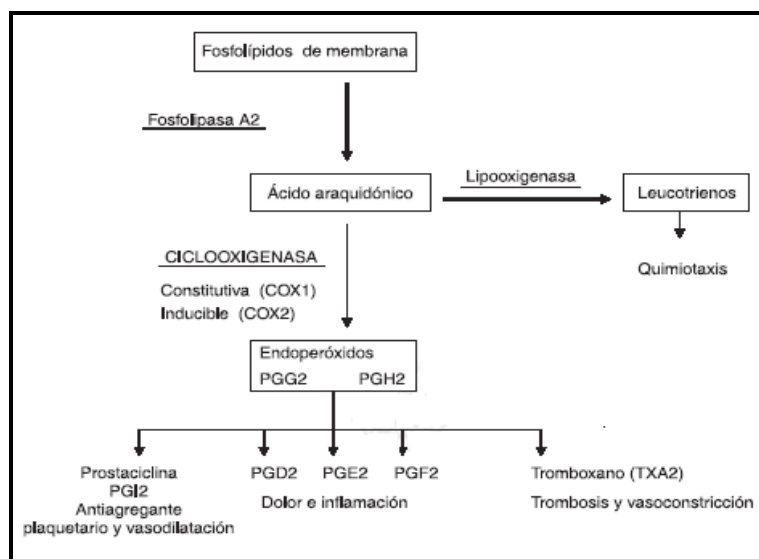 Fosfolípidos de membrana
Fosfolipasa A2
Ácido araquidónico
Lipooxigenasa
Leucotrienos
Quimiotaxis
CICLOOXIGENASA
Constitutiva (COX1)
Inducible (COX2)
Endoperóxidos
PGG2 PGH2
Prostaciclina
PGI2
Antiagregante
plaquetario y vasodilatación
PGD2 PGE2 PGF2
Dolor e inflamación
Tromboxano (TXA2)
Trombosis y vasoconstricción